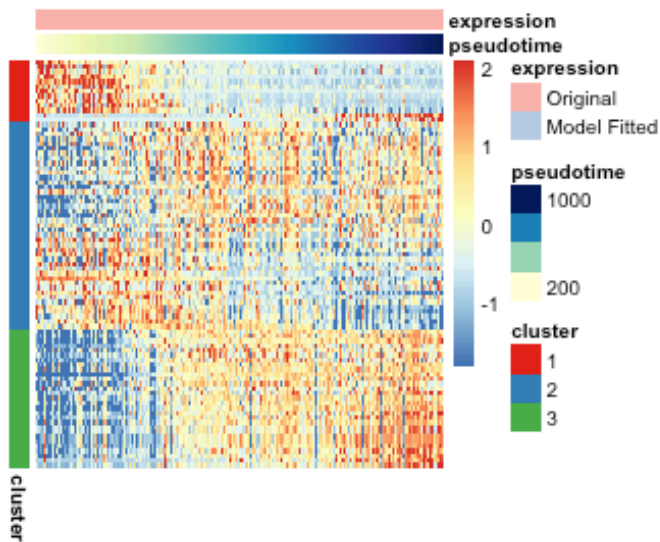 expression
pseudotime
2
1
0
-1
expression
Original
Model Fitted
pseudotime
1000
200
cluster
1
2
3
cluster